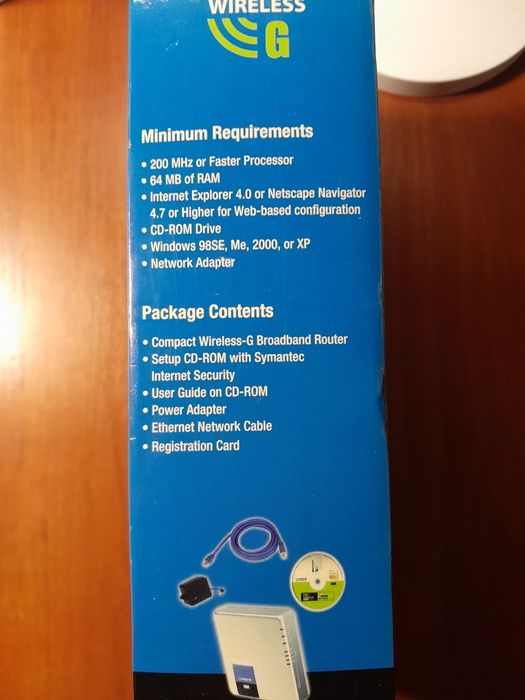 WIRELESS
G
Minimum Requirements
• 200 MHz or Faster Processor
• 64 MB of RAM
• Internet Explorer 4.0 or Netscape Navigator
4.7 or Higher for Web-based configuration
• CD-ROM Drive
• Windows 98SE, Me, 2000, or XP
• Network Adapter
Package Contents
• Compact Wireless-G Broadband Router
• Setup CD-ROM with Symantec
Internet Security
• User Guide on CD-ROM
• Power Adapter
• Ethernet Network Cable
• Registration Card